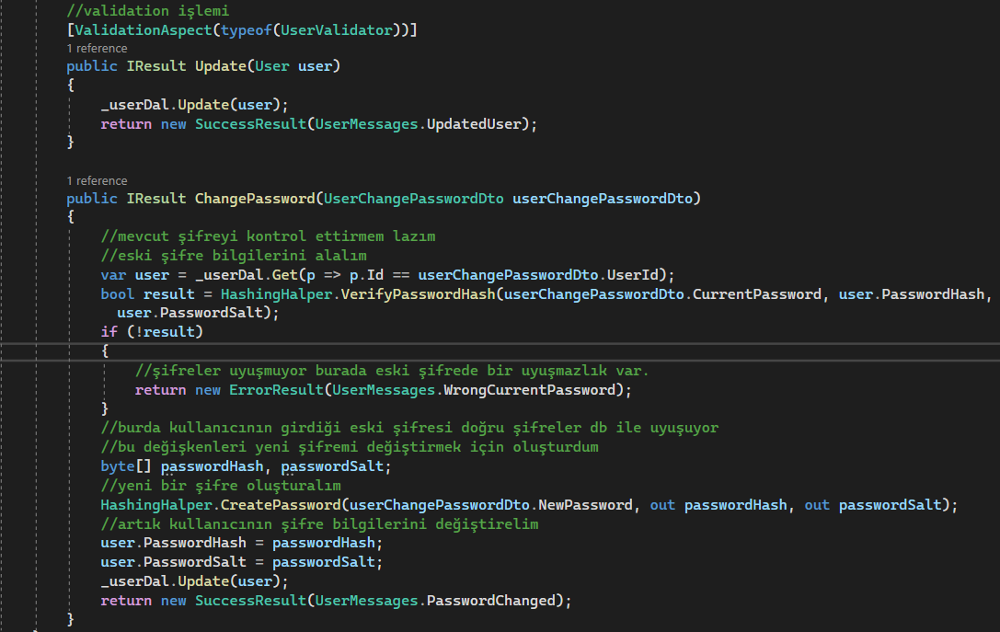 //validation işlemi
[ValidationAspect(typeof(UserValidator))]
1 reference
public IResult Update(User user)
{
_userDal.Update(user);
return new SuccessResult(UserMessages.UpdatedUser);
}
1 reference
public IResult ChangePassword(UserChangePasswordDto userChangePasswordDto)
{
//mevcut şifreyi kontrol ettirmem lazım
//eski şifre bilgilerini alalım
var user = _userDal.Get(p => p.Id == userChangePasswordDto.UserId);
bool result = HashingHalper.VerifyPasswordHash(userChangePasswordDto.CurrentPassword, user.PasswordHash,
user.PasswordSalt);
if (!result)
{
//şifreler uyuşmuyor burada eski şifrede bir uyuşmazlık var.
return new ErrorResult(UserMessages.WrongCurrentPassword);
}
//burda kullanıcının girdiği eski şifresi doğru şifreler db ile uyuşuyor
//bu değişkenleri yeni şifremi değiştirmek için oluşturdum
byte[] passwordHash, passwordSalt;
//yeni bir şifre oluşturalım
HashingHalper.CreatePassword(userChangePasswordDto.NewPassword, out passwordHash, out passwordSalt);
//artık kullanıcının şifre bilgilerini değiştirelim
user.PasswordHash = passwordHash;
user.PasswordSalt = passwordSalt;
_userDal.Update(user);
return new SuccessResult(UserMessages.PasswordChanged);
}